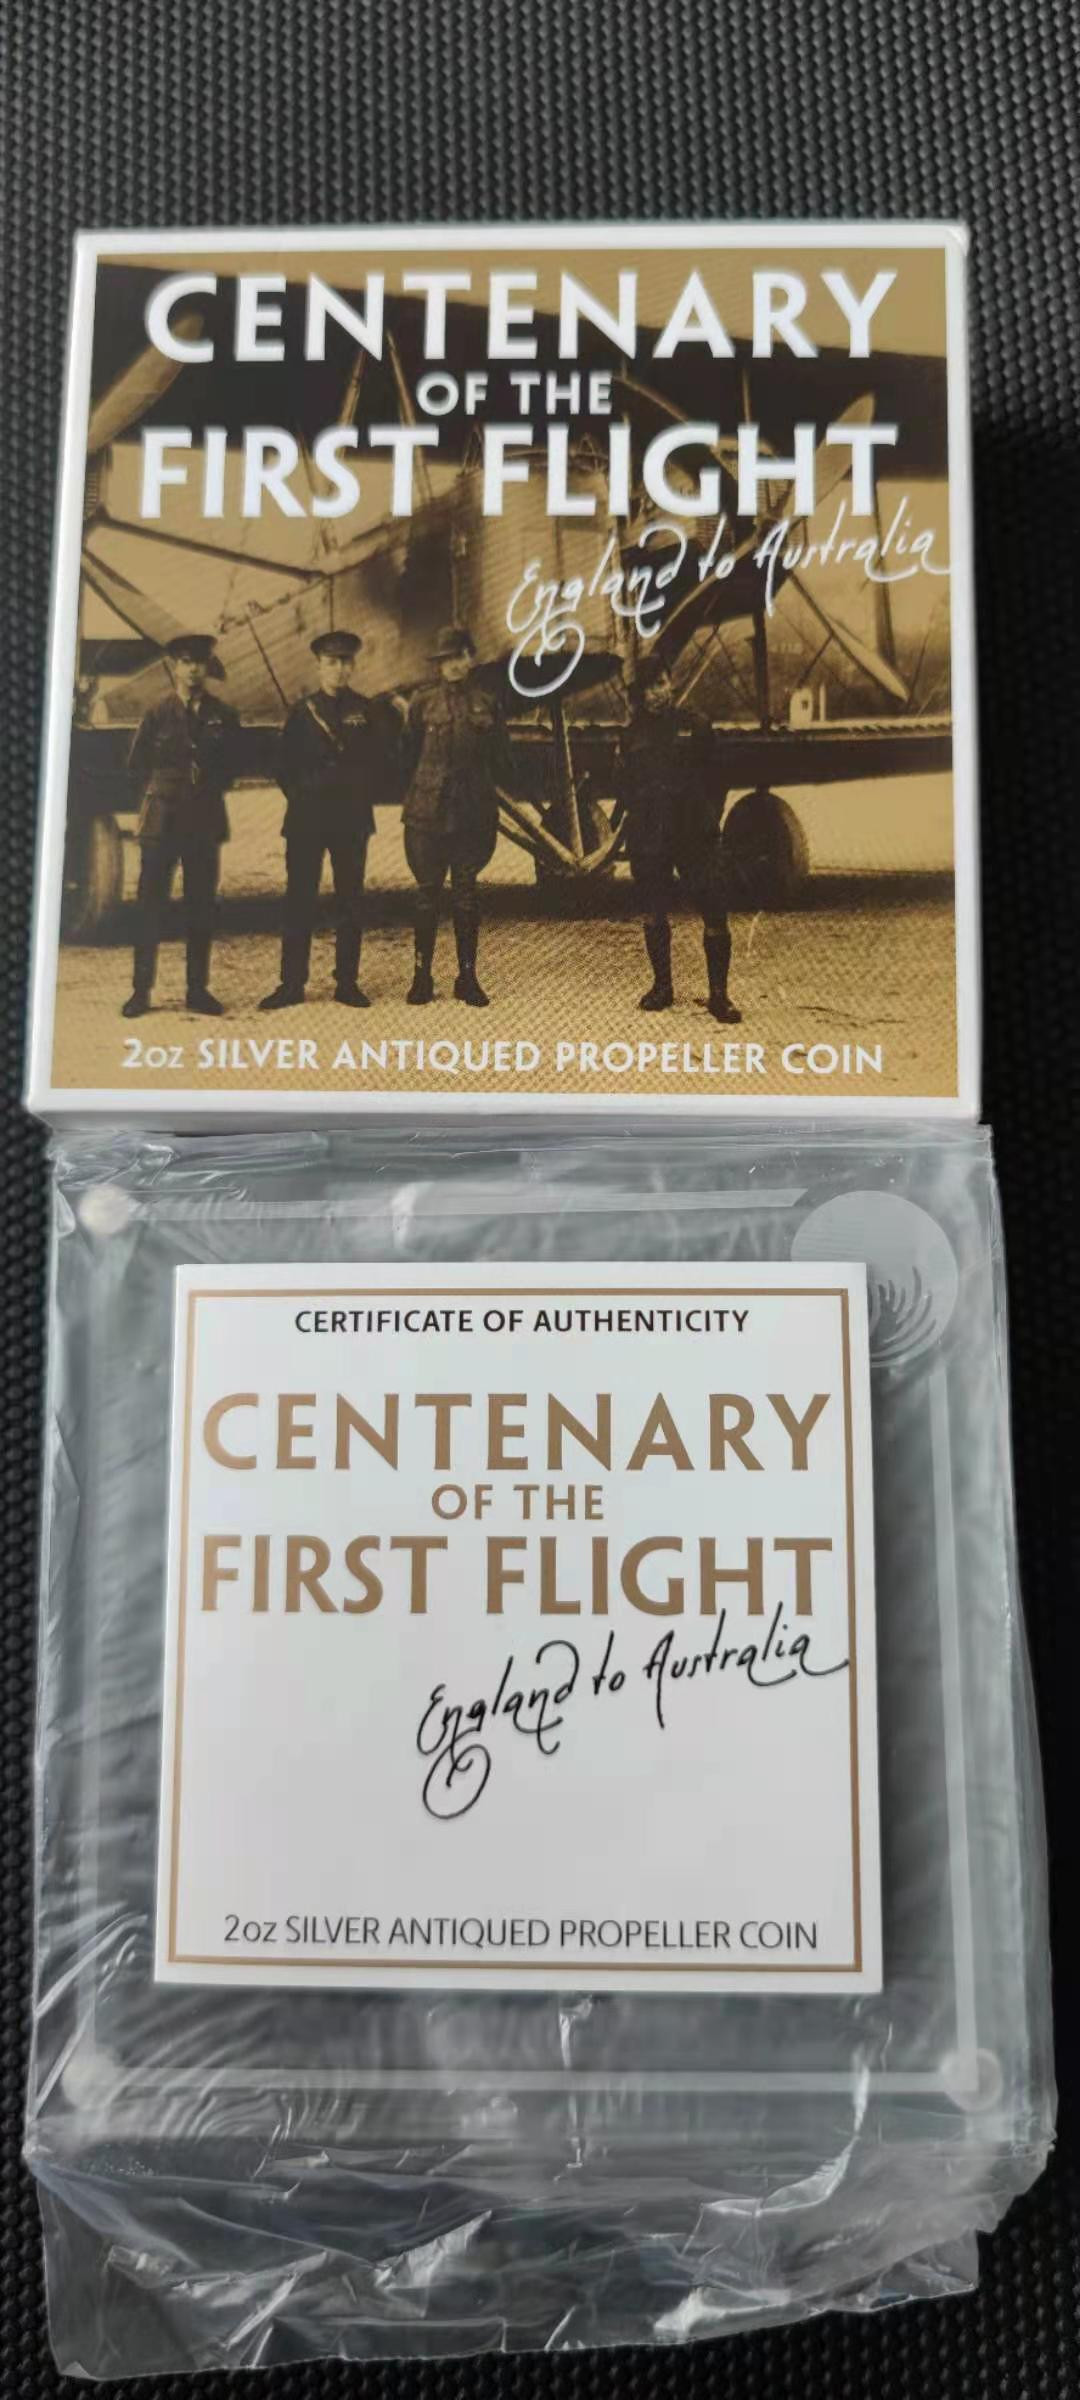 CENTENARY
OF THE
FIRST FLIGHT
England to Australia
2oz SILVER ANTIQUED PROPELLER COIN
CERTIFICATE OF AUTHENTICITY
CENTENARY
OF THE
FIRST FLIGHT
England to Australia
2oz SILVER ANTIQUED PROPELLER COIN